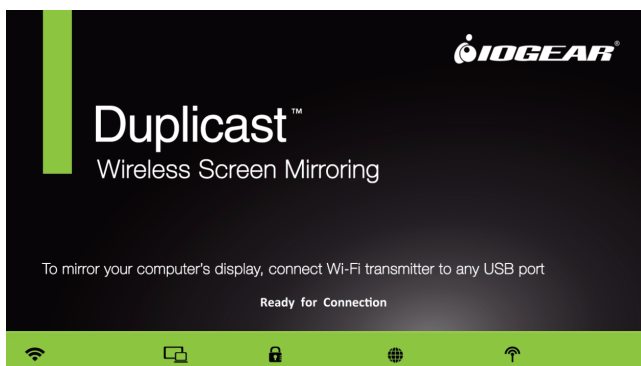 IOGEAR®
Duplicast™
Wireless Screen Mirroring
To mirror your computer's display, connect Wi-Fi transmitter to any USB port
Ready for Connection